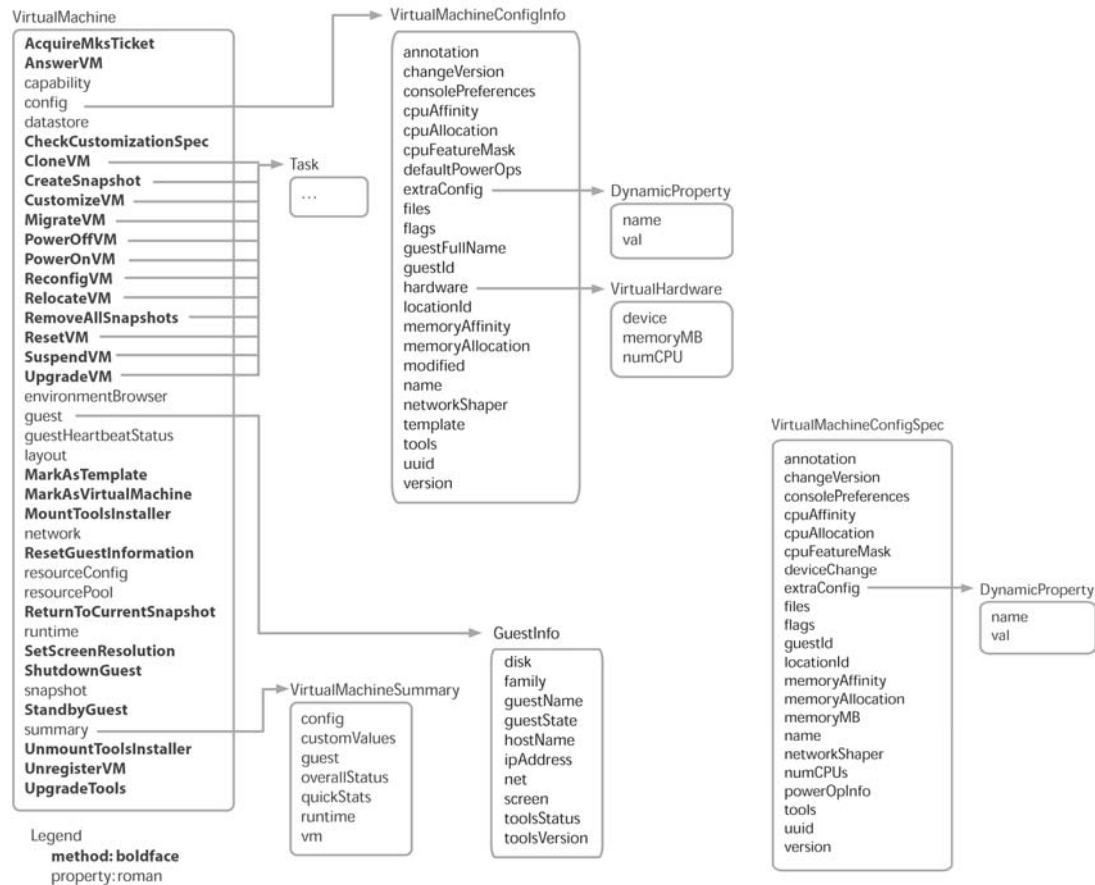 VirtualMachine
AcquireMksTicket
AnswerVM
capability
config
datastore
CheckCustomizationSpec
CloneVM
CreateSnapshot
CustomizeVM
MigrateVM
PowerOffVM
PowerOnVM
ReconfigVM
RelocateVM
RemoveAllSnapshots
ResetVM
SuspendVM
UpgradeVM
environmentBrowser
guest
guestHeartbeatStatus
layout
MarkAsTemplate
MarkAsVirtualMachine
MountToolsInstaller
network
ResetGuestInformation
resourceConfig
resourcePool
ReturnToCurrentSnapshot
runtime
SetScreenResolution
ShutdownGuest
snapshot
StandbyGuest
summary
UnmountToolsInstaller
UnregisterVM
UpgradeTools
Legend
method: boldface
property: roman
Task
...
VirtualMachineConfigInfo
annotation
changeVersion
consolePreferences
cpuAffinity
cpuAllocation
cpuFeatureMask
defaultPowerOps
extraConfig
files
flags
guestFullName
guestId
hardware
locationId
memoryAffinity
memoryAllocation
modified
name
networkShaper
template
tools
uuid
version
DynamicProperty
name
val
VirtualHardware
device
memoryMB
numCPU
VirtualMachineSummary
config
customValues
guest
overallStatus
quickStats
runtime
vm
GuestInfo
disk
family
guestName
guestState
hostName
ipAddress
net
screen
toolsStatus
toolsVersion
VirtualMachineConfigSpec
annotation
changeVersion
consolePreferences
cpuAffinity
cpuAllocation
cpuFeatureMask
deviceChange
extraConfig
files
flags
guestId
locationId
memoryAffinity
memoryAllocation
memoryMB
name
networkShaper
numCPUs
powerOpInfo
tools
uuid
version
DynamicProperty
name
val